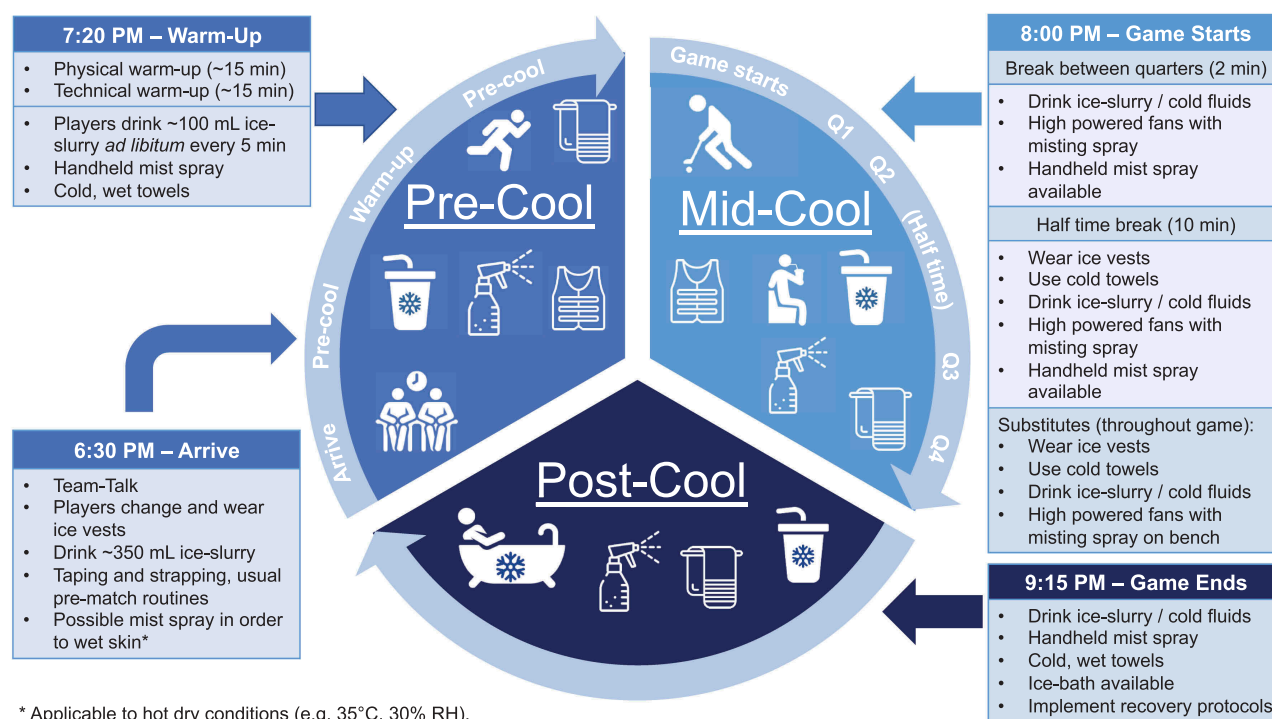 7:20 PM – Warm-Up
• Physical warm-up (~15 min)
• Technical warm-up (~15 min)
• Players drink ~100 mL ice-
slurry ad libitum every 5 min
• Handheld mist spray
• Cold, wet towels
6:30 PM – Arrive
• Team-Talk
• Players change and wear
ice vests
• Drink ~350 mL ice-slurry
• Taping and strapping, usual
pre-match routines
• Possible mist spray in order
to wet skin*
* Applicable to hot dry conditions (e.g. 35°C, 30% RH).
Arrive
Pre-cool
Warm-up
Pre-cool
Pre-Cool
Game starts
Q1
Q2
(Half time)
Q3
Q4
Mid-Cool
Post-Cool
8:00 PM – Game Starts
Break between quarters (2 min)
• Drink ice-slurry / cold fluids
• High powered fans with
misting spray
• Handheld mist spray
available
Half time break (10 min)
• Wear ice vests
• Use cold towels
• Drink ice-slurry / cold fluids
• High powered fans with
misting spray
• Handheld mist spray
available
Substitutes (throughout game):
• Wear ice vests
• Use cold towels
• Drink ice-slurry / cold fluids
• High powered fans with
misting spray on bench
9:15 PM – Game Ends
• Drink ice-slurry / cold fluids
• Handheld mist spray
• Cold, wet towels
• Ice-bath available
• Implement recovery protocols